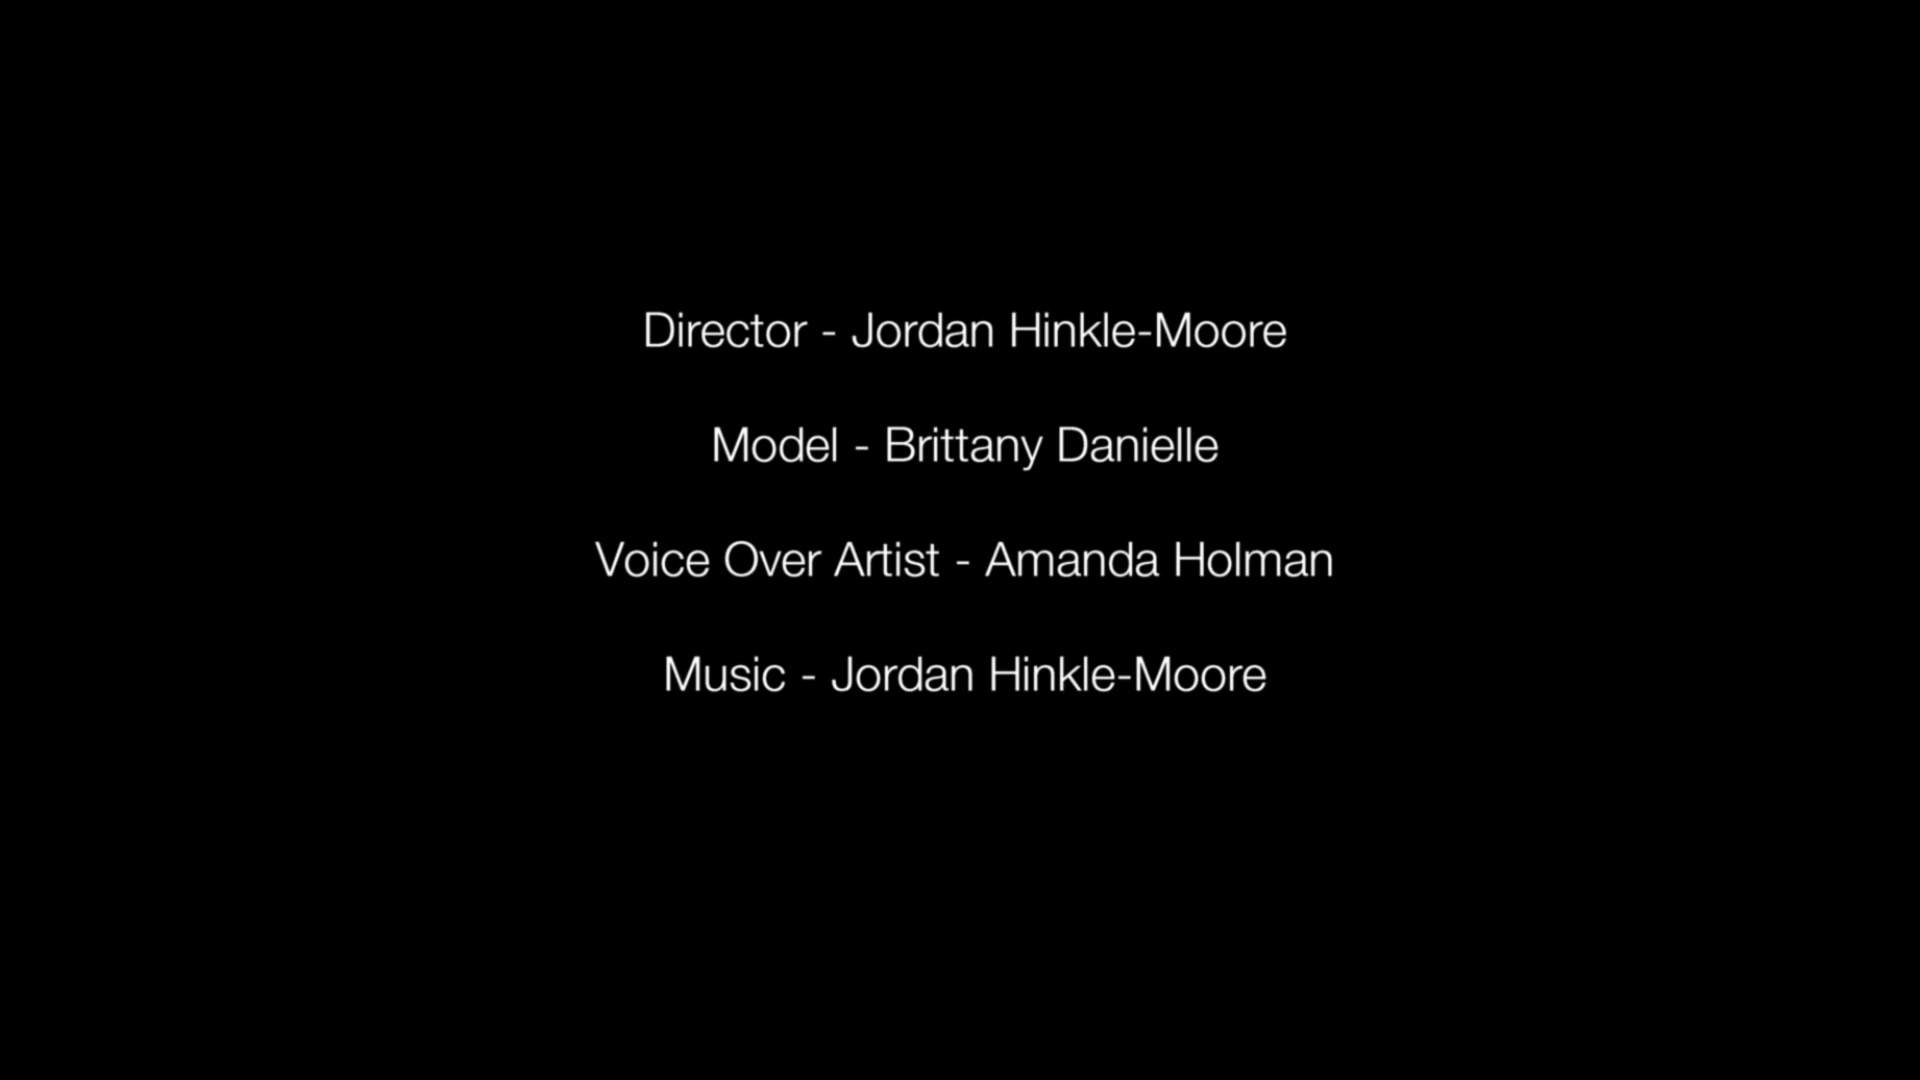 Director - Jordan Hinkle-Moore
Model - Brittany Danielle
Voice Over Artist - Amanda Holman
Music - Jordan Hinkle-Moore